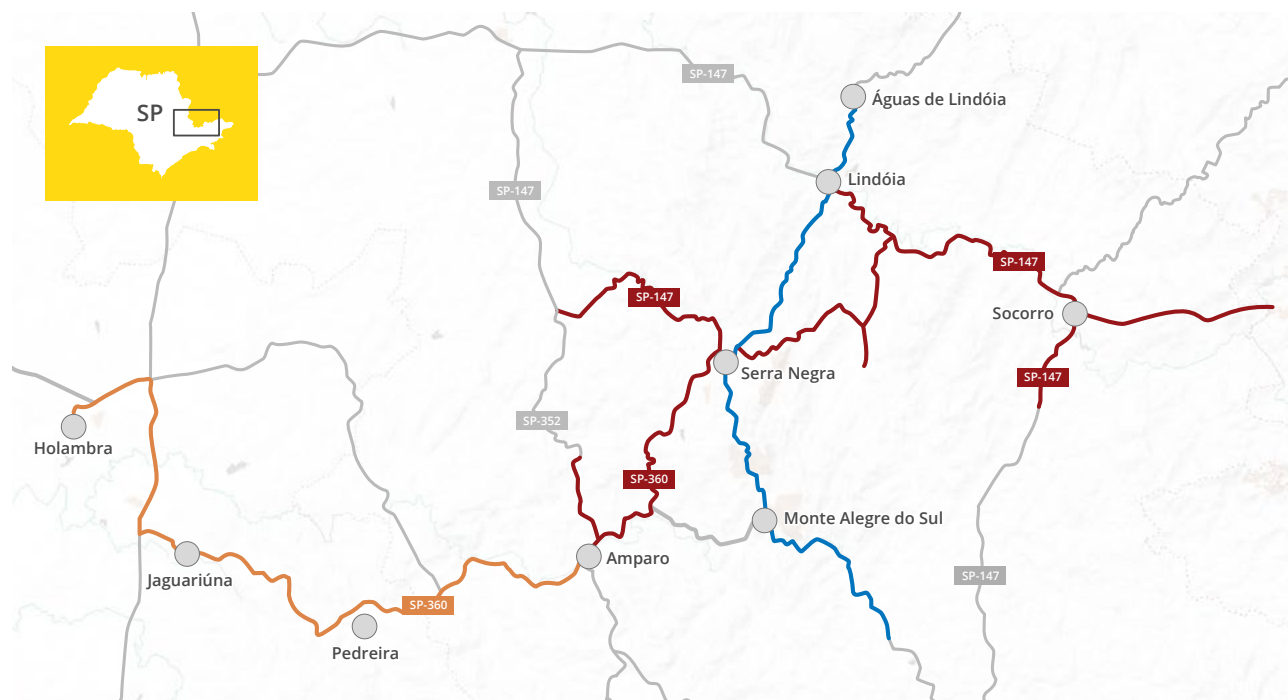 SP
SP-147
Águas de Lindóia
Lindóia
SP-147
SP-147
SP-147
Socorro
Serra Negra
SP-147
SP-352
Holambra
SP-360
Monte Alegre do Sul
Amparo
Jaguariúna
SP-147
SP-360
Pedreira